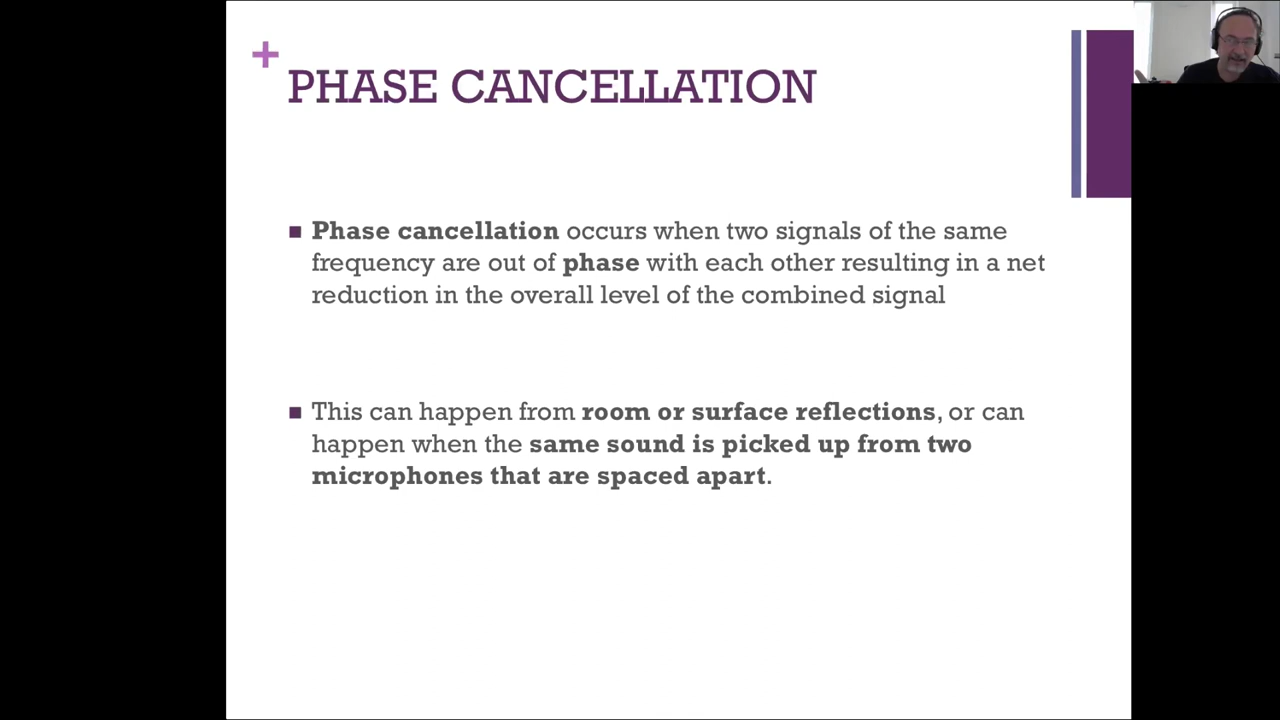 +
PHASE CANCELLATION
Phase cancellation occurs when two signals of the same
frequency are out of phase with each other resulting in a net
reduction in the overall level of the combined signal
This can happen from room or surface reflections, or can
happen when the same sound is picked up from two
microphones that are spaced apart.